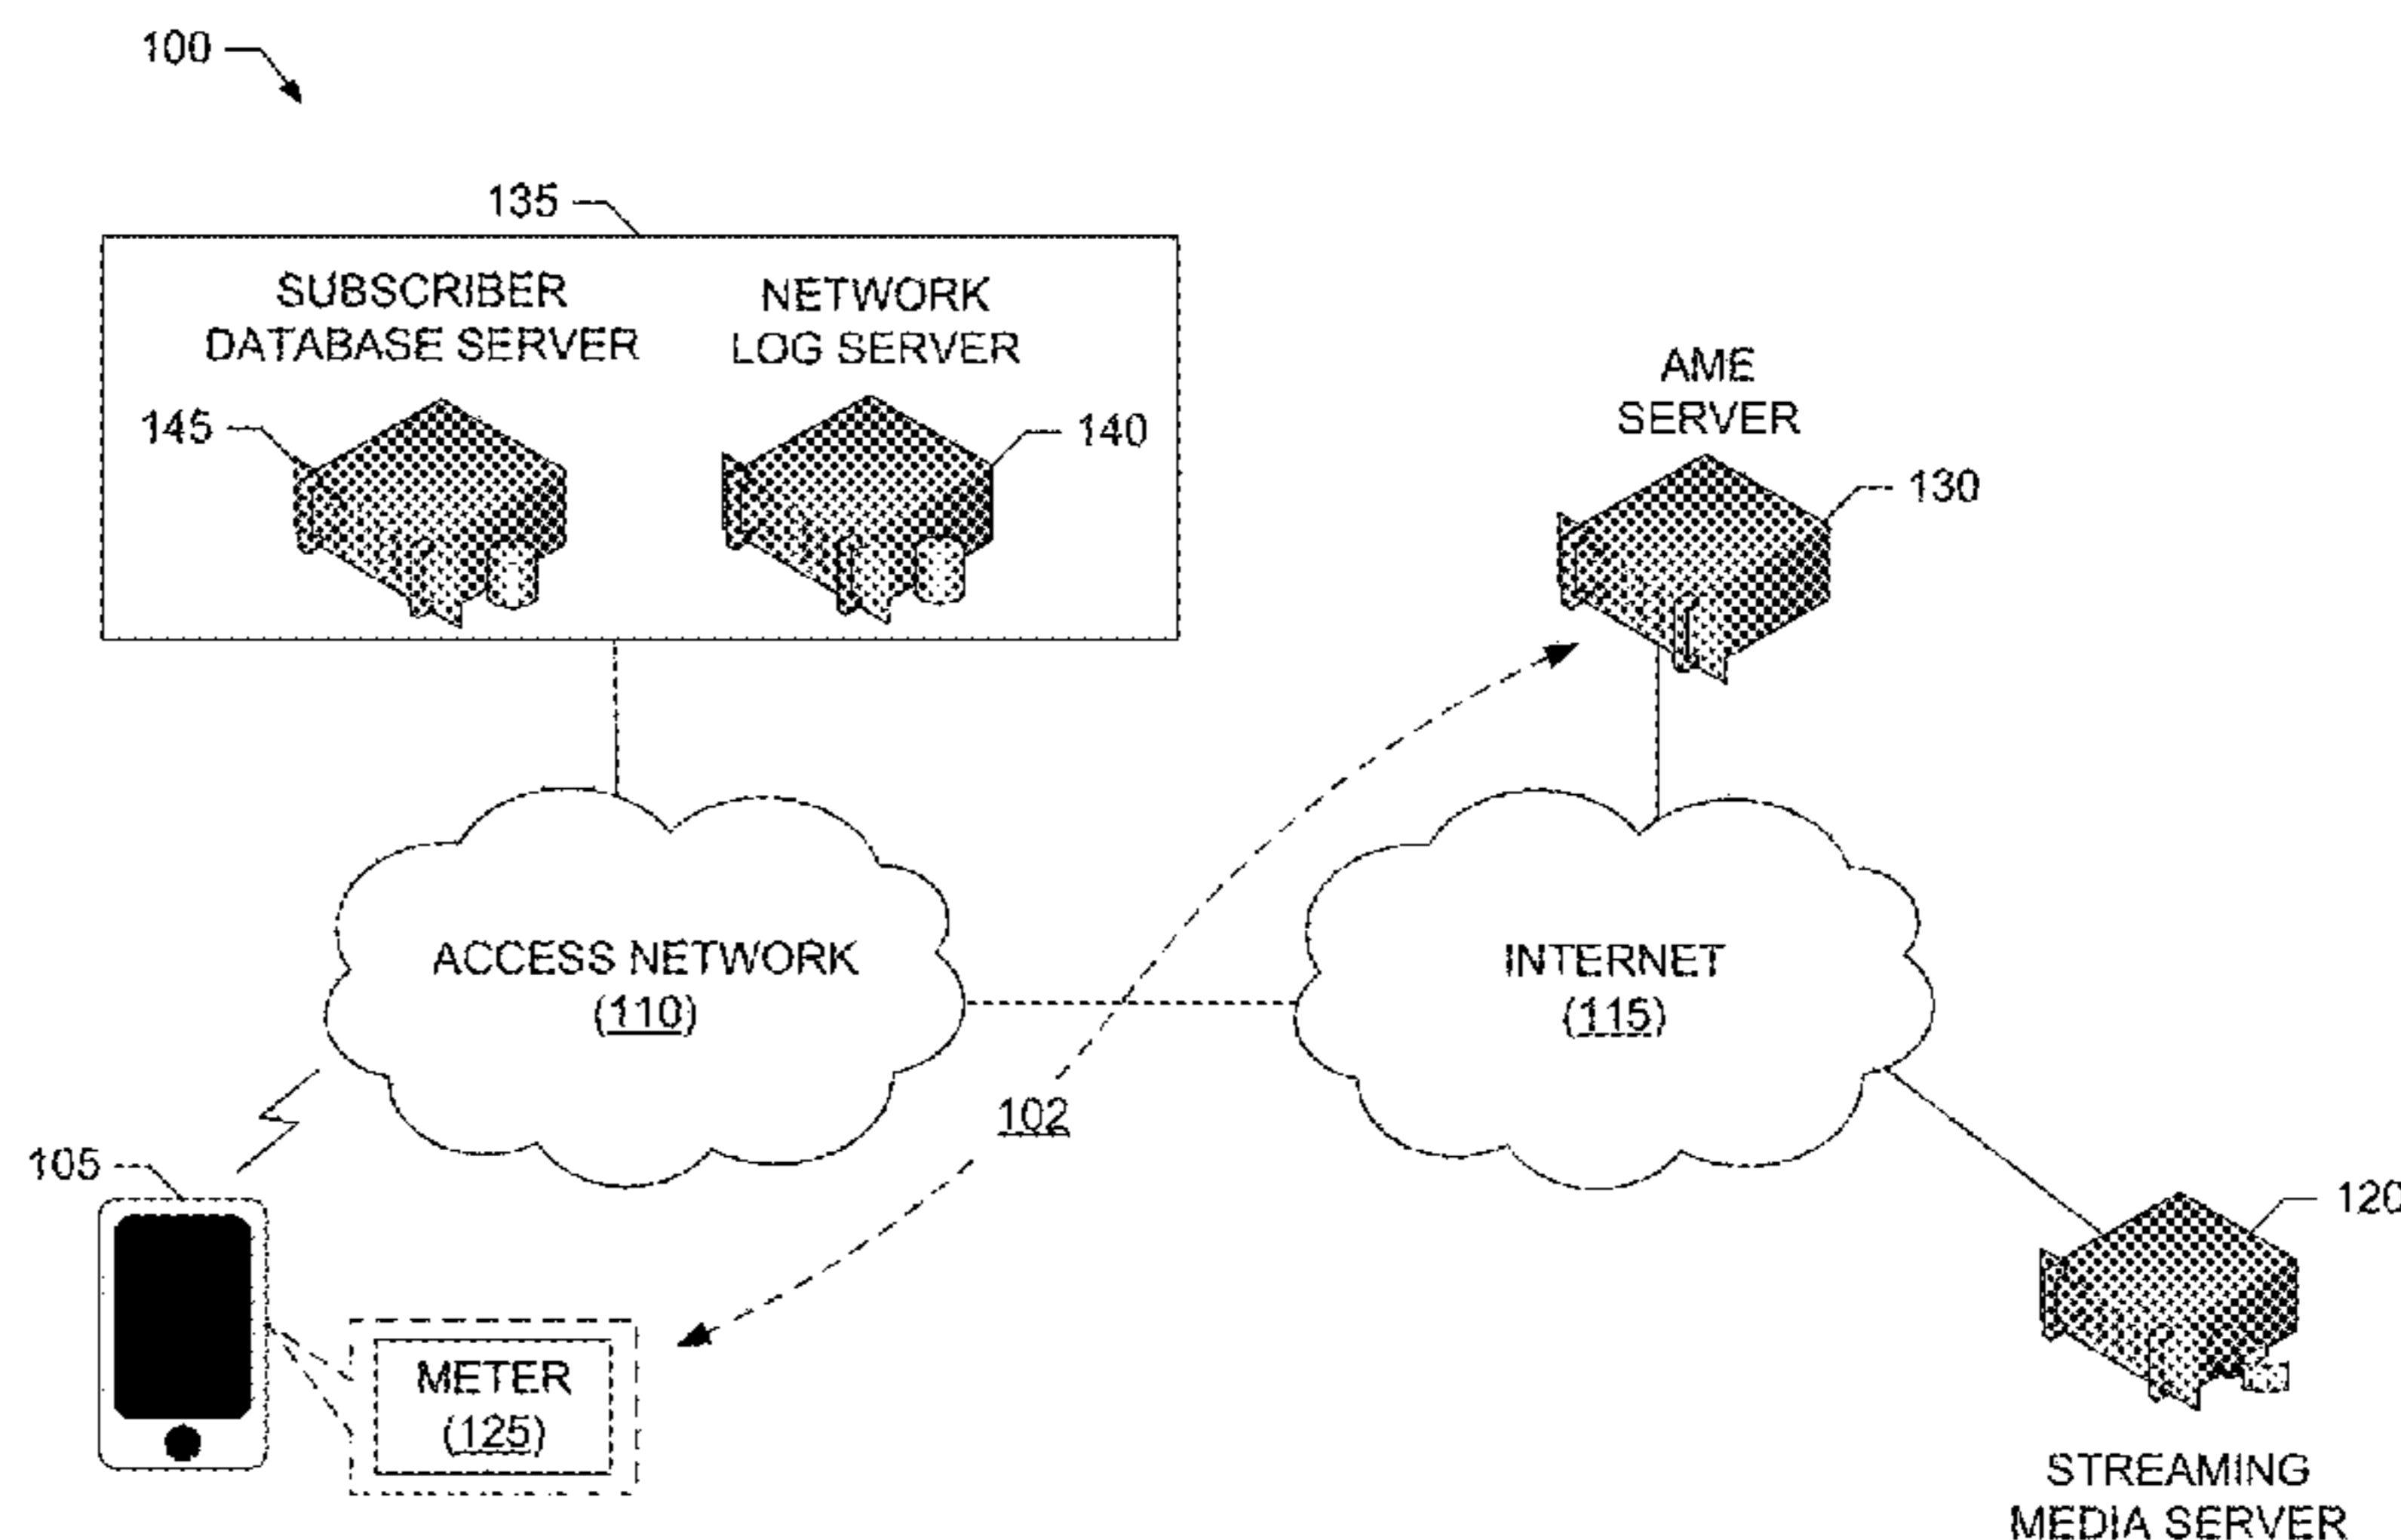 100
135
SUBSCRIBER
DATABASE SERVER
NETWORK
LOG SERVER
145
140
AME
SERVER
130
ACCESS NETWORK
(110)
INTERNET
(115)
102
105
120
METER
(125)
STREAMING
MEDIA SERVER